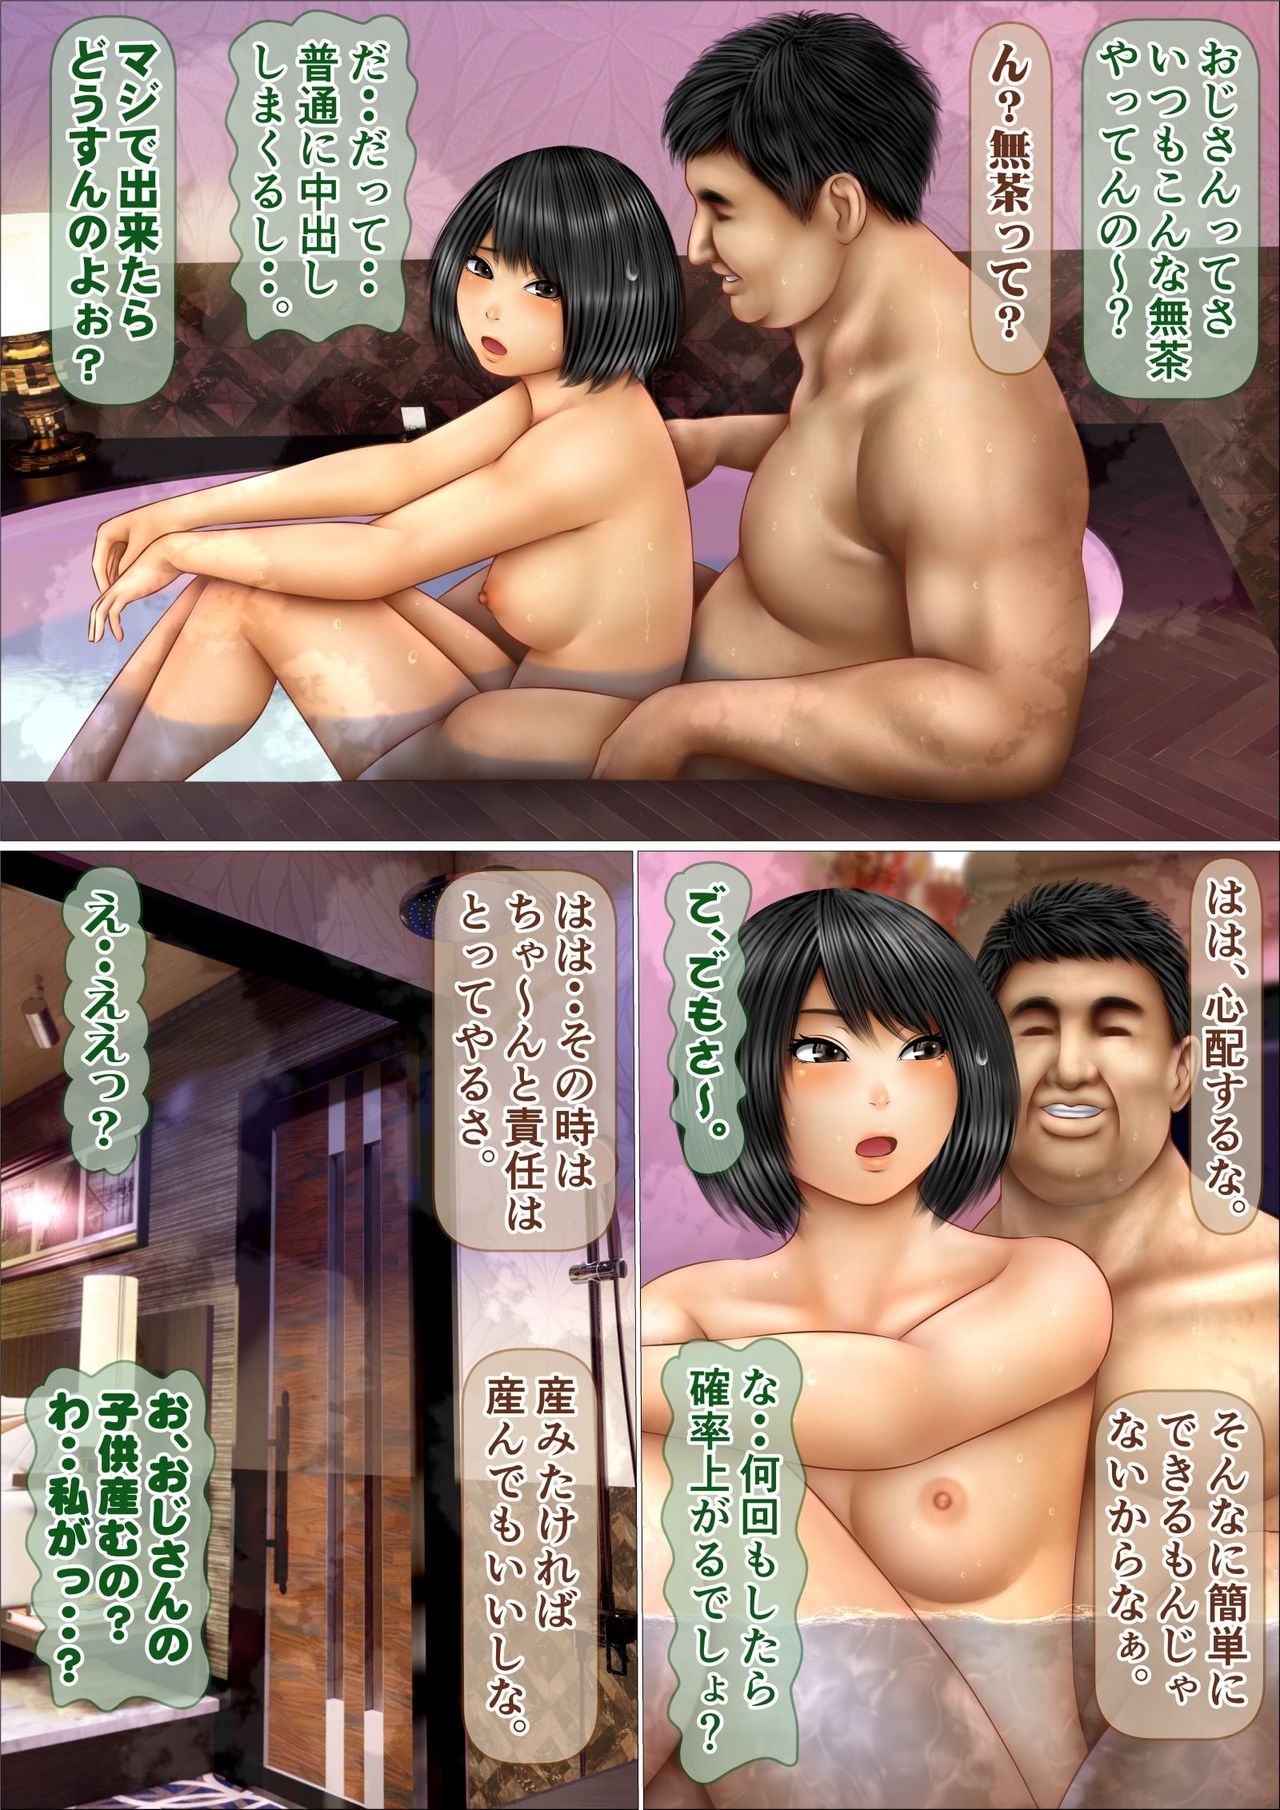 おじさんってさ
いつもこんな無茶
やってんの～?
ん?無茶って?
だ‥だって‥
普通に中出し
しまくるし‥。
マジで出来たら
どうすんのよぉ?
はは、心配するな。
そんなに簡単に
できるもんじゃ
ないからなぁ。
で、でもさ～。
な‥何回もしたら
確率上がるでしょ?
はは‥その時は
ちゃ～んと責任は
とってやるさ。
産みたければ
産んでもいいしな。
え‥ええっ?
お、おじさんの
子供産むの?
わ‥私がっ‥‥?